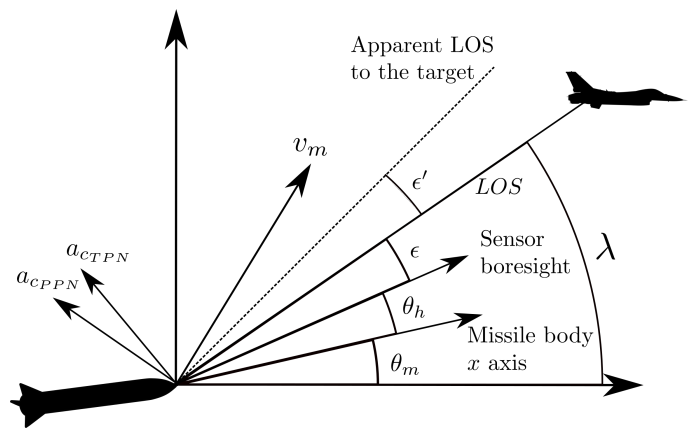 Apparent LOS
to the target
v_m
ϵ′
LOS
λ
a_{c_{TPN}}
a_{c_{PPN}}
ϵ
Sensor
boresight
θ_h
Missile body
x axis
θ_m